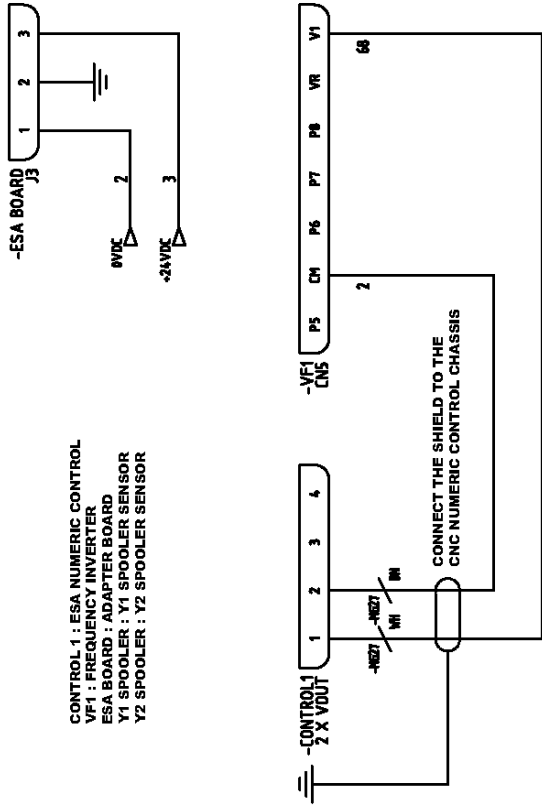 -ESA BOARD
J3
1 2 3
0VDC 2
+24VDC 3
CONTROL 1 : ESA NUMERIC CONTROL
VF1 : FREQUENCY INVERTER
ESA BOARD : ADAPTER BOARD
Y1 SPOOLER : Y1 SPOOLER SENSOR
Y2 SPOOLER : Y2 SPOOLER SENSOR
-VF1
CN5
P5 CM P6 P7 P8 VR V1
2
68
-CONTROL1
2 X VOUT
1 2 3 4
-NG27 WH
-NG27 BN
CONNECT THE SHIELD TO THE
CNC NUMERIC CONTROL CHASSIS